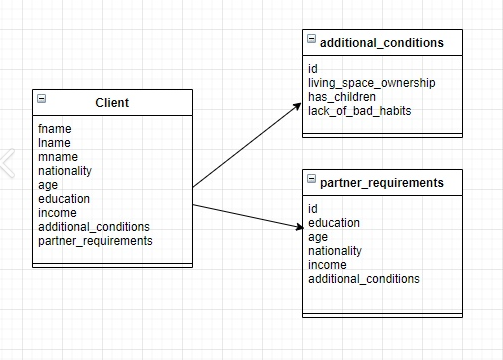 Client
fname
lname
mname
nationality
age
education
income
additional_conditions
partner_requirements
additional_conditions
id
living_space_ownership
has_children
lack_of_bad_habits
partner_requirements
id
education
age
nationality
income
additional_conditions